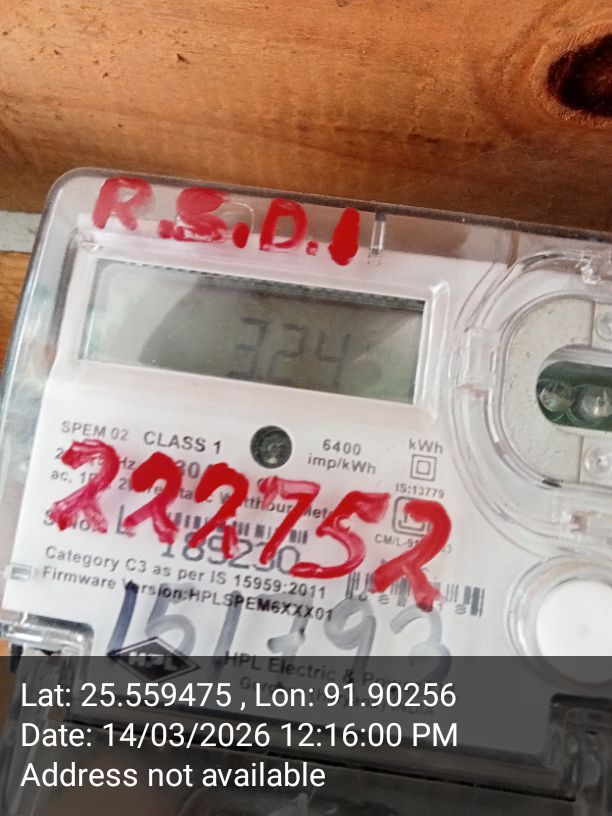 R.S.D.1
3.24
SPEM 02 CLASS 1
6400
imp/kWh
kWh
IS:13779
222752
189230
Category C3 as per IS 15959:2011
Firmware Version:HPLSPEM6XXX01
151793
HPL
HPL Electric &
Lat: 25.559475 , Lon: 91.90256
Date: 14/03/2026 12:16:00 PM
Address not available